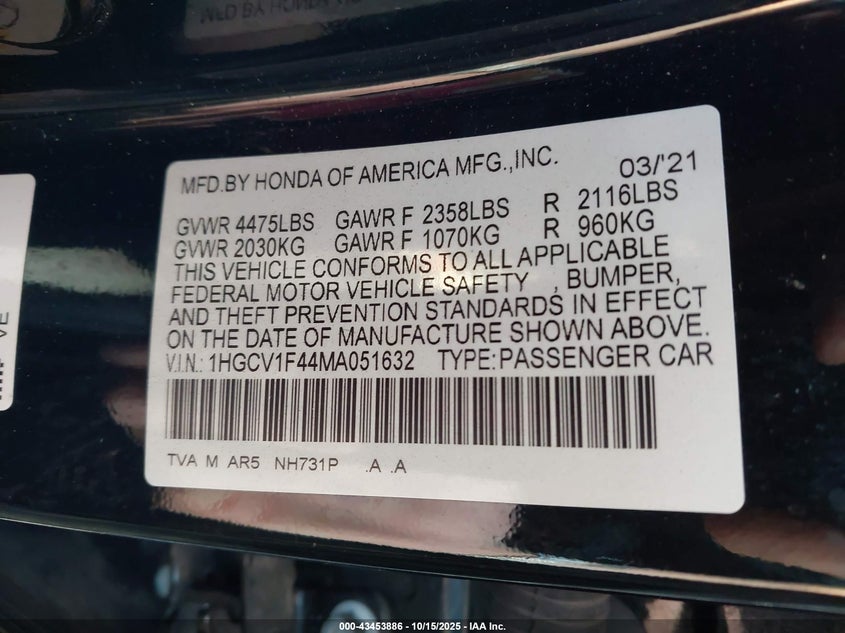 MFD.BY HONDA OF AMERICA MFG.,INC. 03/'21
GVWR 4475LBS GAWR F 2358LBS R 2116LBS
GVWR 2030KG GAWR F 1070KG R 960KG
THIS VEHICLE CONFORMS TO ALL APPLICABLE
FEDERAL MOTOR VEHICLE SAFETY , BUMPER,
AND THEFT PREVENTION STANDARDS IN EFFECT
ON THE DATE OF MANUFACTURE SHOWN ABOVE.
V.I.N.: 1HGCV1F44MA051632 TYPE:PASSENGER CAR
TVA M AR5 NH731P .A .A
VE
000-43453886 - 10/15/2025 - IAA Inc.